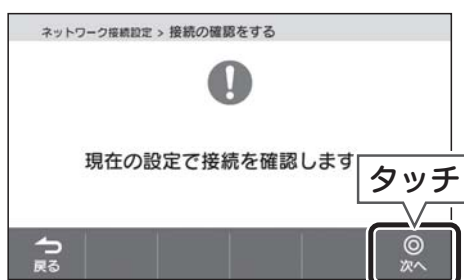 ネットワーク接続設定 > 接続の確認をする
現在の設定で接続を確認します
タッチ
戻る
次へ